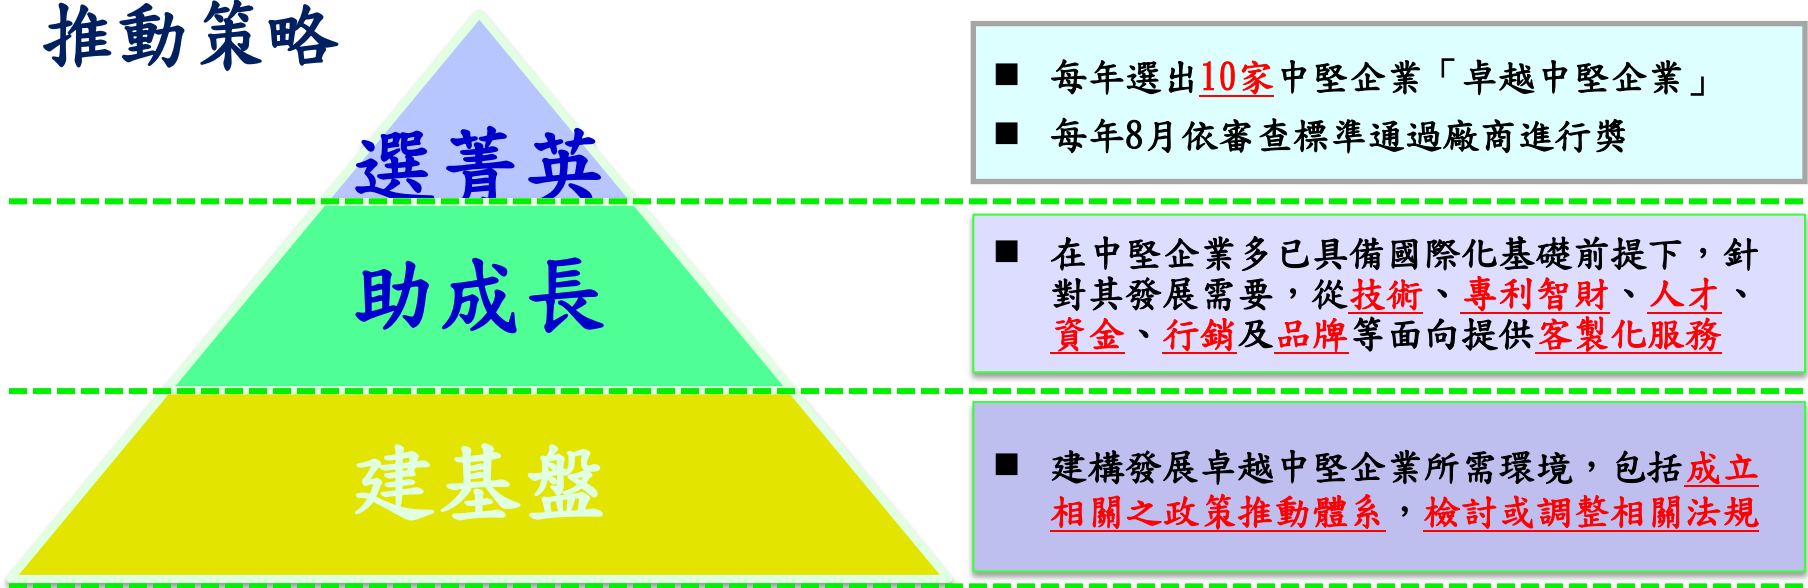 推動策略
選菁英
■ 每年選出10家中堅企業「卓越中堅企業」
■ 每年8月依審查標準通過廠商進行獎
助成長
■ 在中堅企業多已具備國際化基礎前提下，針
對其發展需要，從技術、專利智財、人才、
資金、行銷及品牌等面向提供客製化服務
建基盤
■ 建構發展卓越中堅企業所需環境，包括成立
相關之政策推動體系，檢討或調整相關法規